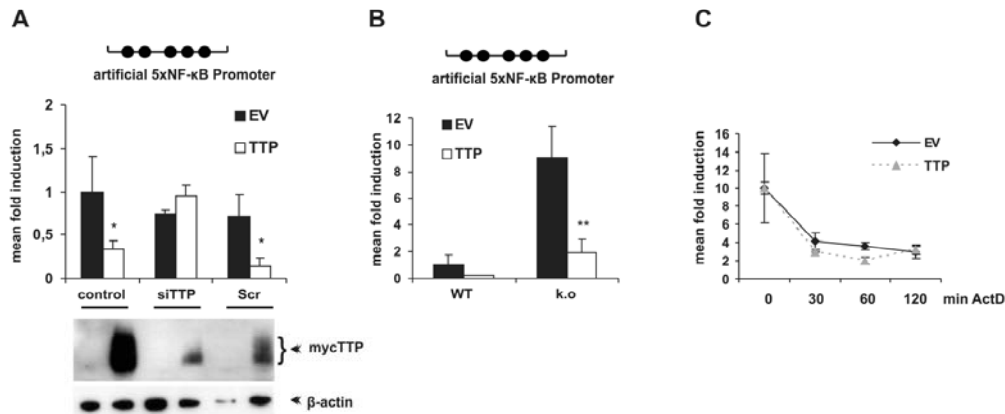 A
artificial 5xNF-κB Promoter
mean fold induction
2
1,5
1
0,5
0
EV
TTP
*
*
control
siTTP
Scr
mycTTP
β-actin
B
artificial 5xNF-κB Promoter
mean fold induction
12
10
8
6
4
2
0
EV
TTP
**
WT
k.o
C
mean fold induction
16
14
12
10
8
6
4
2
0
EV
TTP
0 30 60 120 min ActD